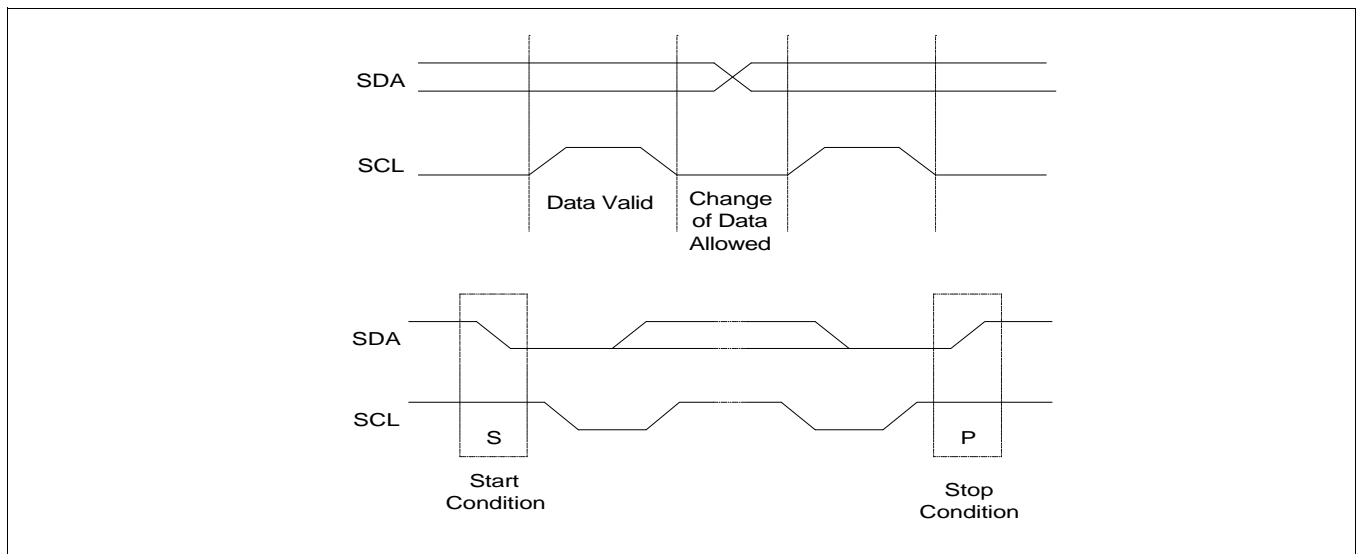 SDA
SCL
Data Valid
Change
of Data
Allowed
SDA
SCL
S
P
Start
Condition
Stop
Condition